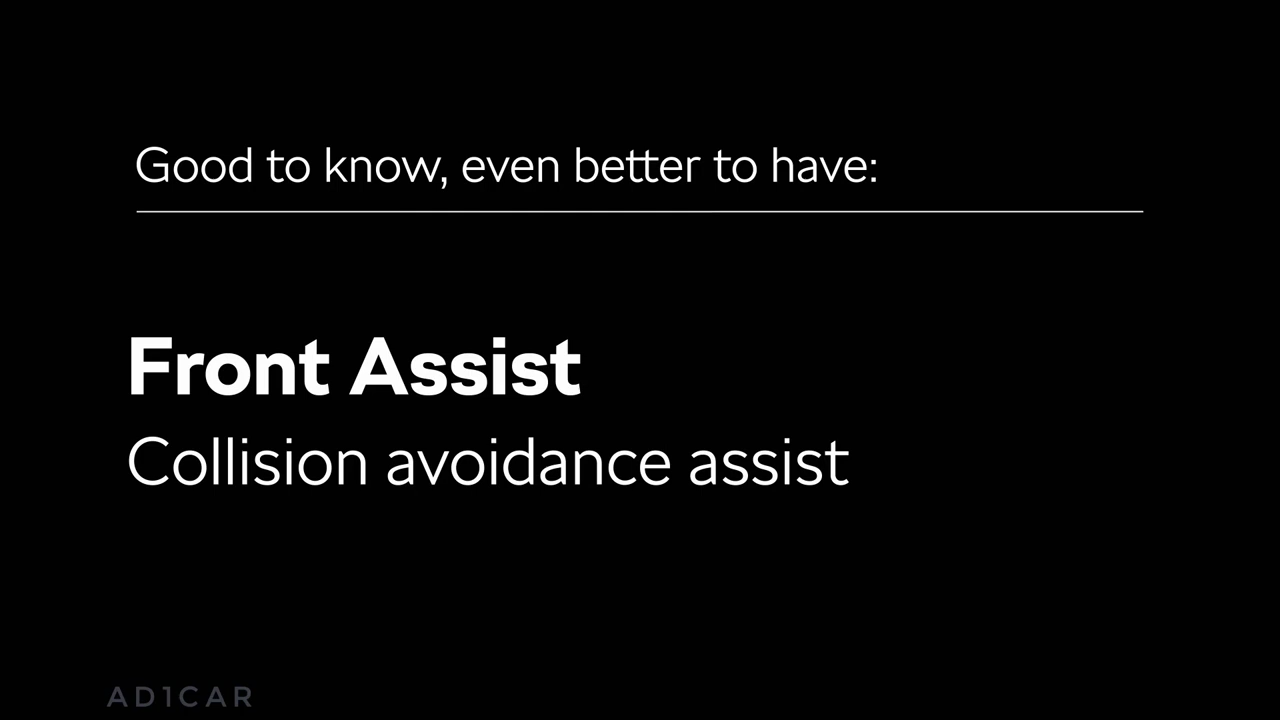 Good to know, even better to have:
Front Assist
Collision avoidance assist
AD1CAR